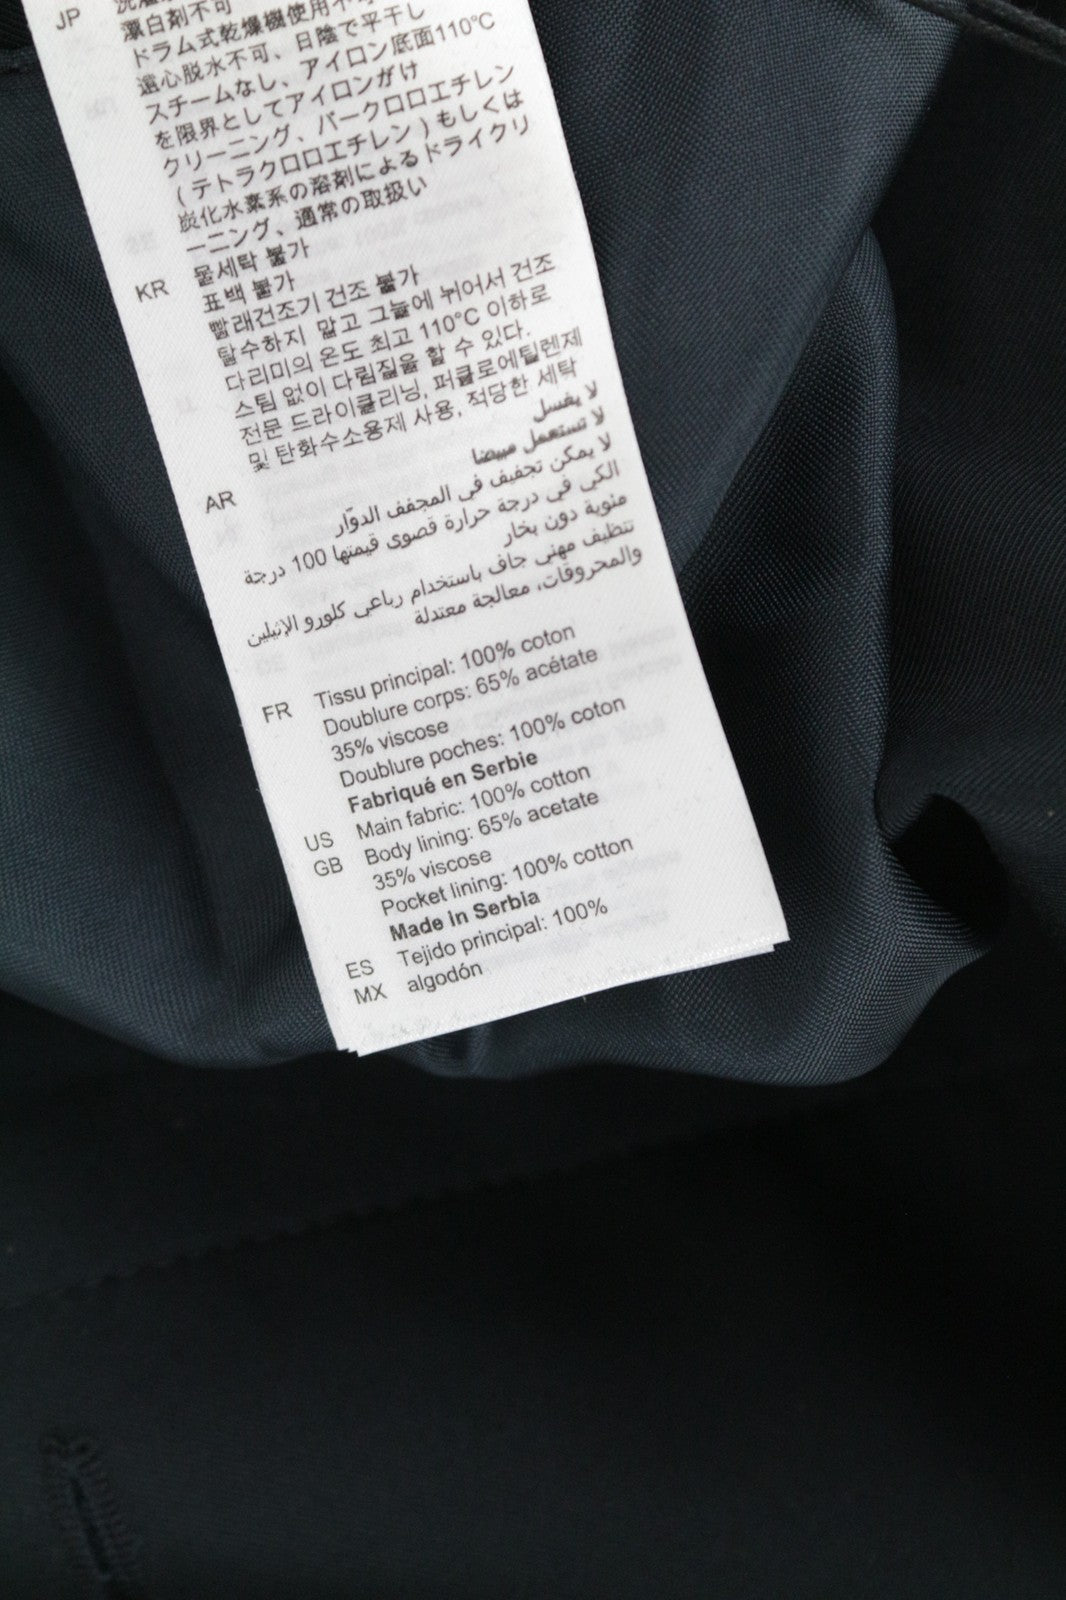 JP
漂白剤不可
ドラム式乾燥機使用不可
遠心脱水不可、日陰で平干し
スチームなし、アイロン底面110°C
を限界としてアイロンがけ
クリーニング、パークロロエチレン
(テトラクロロエチレン)もしくは
炭化水素系の溶剤によるドライクリ
ーニング、通常の取扱い
KR 물세탁 불가
표백 불가
빨래건조기 건조 불가
탈수하지 말고 그늘에 뉘어서 건조
다리미의 온도 최고 110°C 이하로
스팀 없이 다림질을 할 수 있다.
전문 드라이클리닝, 퍼클로에틸렌제
및 탄화수소용제 사용, 적당한 세탁
AR لا يغسل
لا تستعمل مبيضا
لا يمكن تجفيف في المجفف الدوّار
الكي في درجة حرارة قصوى قيمتها 100 درجة
مئوية دون بخار
تنظيف مهني جاف باستخدام رباعي كلورو الإثيلين
والمحروقات، معالجة معتدلة
FR Tissu principal: 100% coton
Doublure corps: 65% acétate
35% viscose
Doublure poches: 100% coton
Fabriqué en Serbie
US Main fabric: 100% cotton
GB Body lining: 65% acetate
35% viscose
Pocket lining: 100% cotton
Made in Serbia
ES Tejido principal: 100%
MX algodón